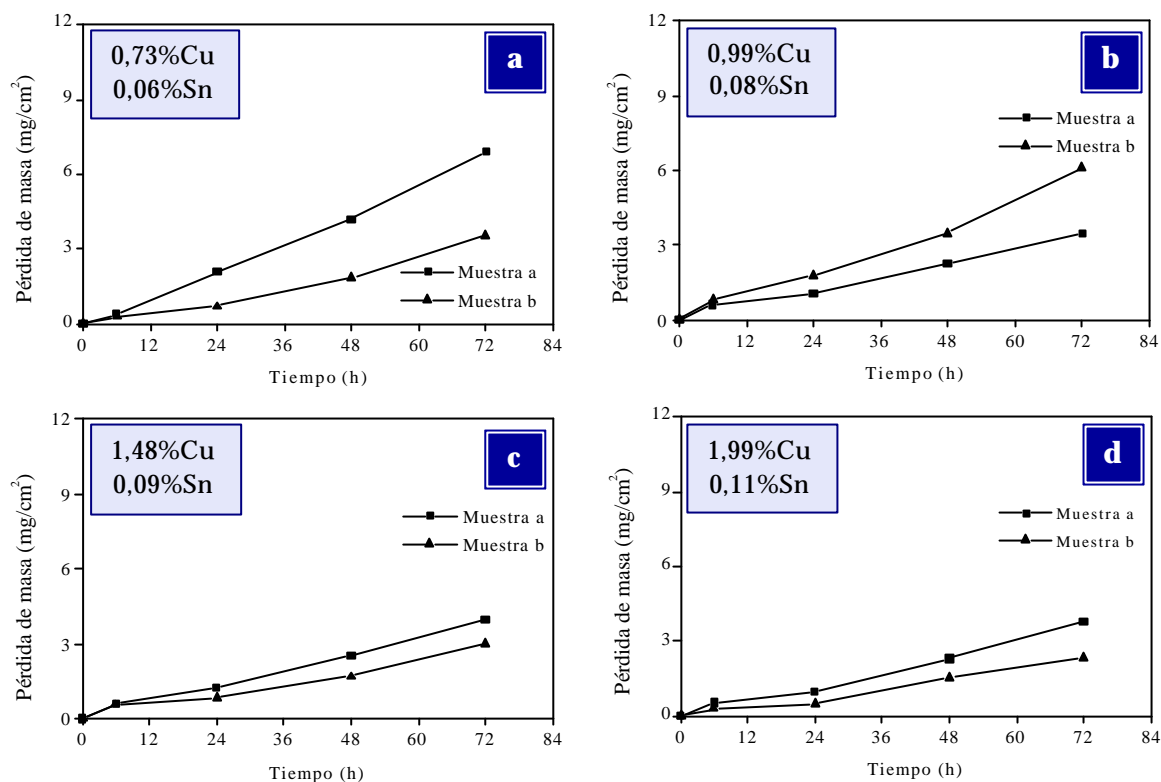 12
9
6
3
0
Pérdida de masa (mg/cm²)
0,73%Cu
0,06%Sn
a
Muestra a
Muestra b
0 12 24 36 48 60 72 84
Tiempo (h)
12
9
6
3
0
Pérdida de masa (mg/cm²)
0,99%Cu
0,08%Sn
b
Muestra a
Muestra b
0 12 24 36 48 60 72 84
Tiempo (h)
12
9
6
3
0
Pérdida de masa (mg/cm²)
1,48%Cu
0,09%Sn
c
Muestra a
Muestra b
0 12 24 36 48 60 72 84
Tiempo (h)
12
9
6
3
0
Pérdida de masa (mg/cm²)
1,99%Cu
0,11%Sn
d
Muestra a
Muestra b
0 12 24 36 48 60 72 84
Tiempo (h)